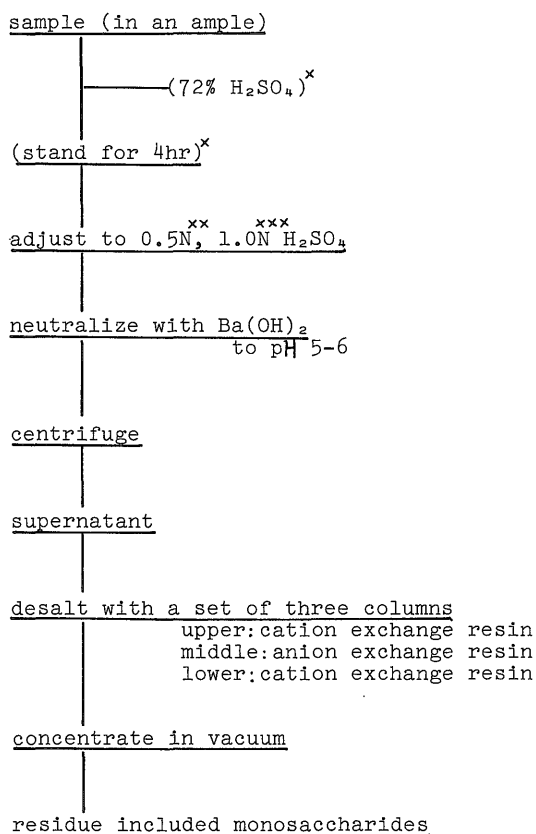 sample (in an ample)
(72% H₂SO₄)ˣ
(stand for 4hr)ˣ
adjust to 0.5Nˣˣ, 1.0Nˣˣˣ H₂SO₄
neutralize with Ba(OH)₂
to pH 5-6
centrifuge
supernatant
desalt with a set of three columns
upper:cation exchange resin
middle:anion exchange resin
lower:cation exchange resin
concentrate in vacuum
residue included monosaccharides